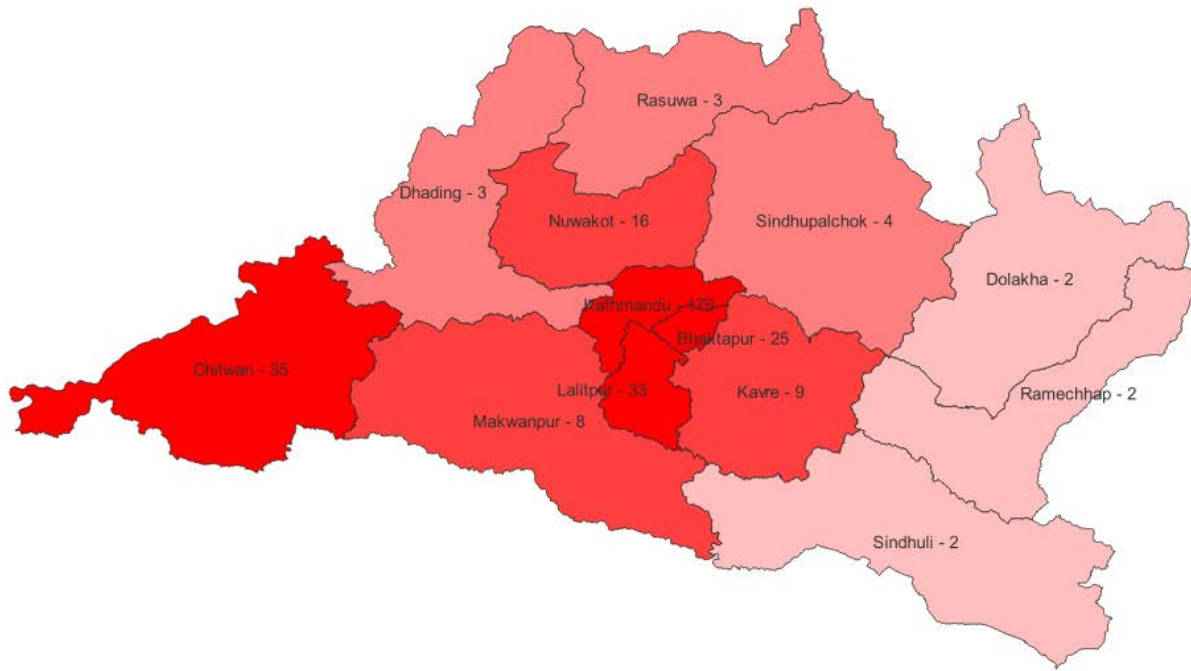 Rasuwa - 3
Dhading - 3
Nuwakot - 16
Sindhupalchok - 4
Dolakha - 2
Kathmandu - 179
Bhaktapur - 25
Chitwan - 35
Lalitpur - 33
Kavre - 9
Ramechhap - 2
Makwanpur - 8
Sindhuli - 2